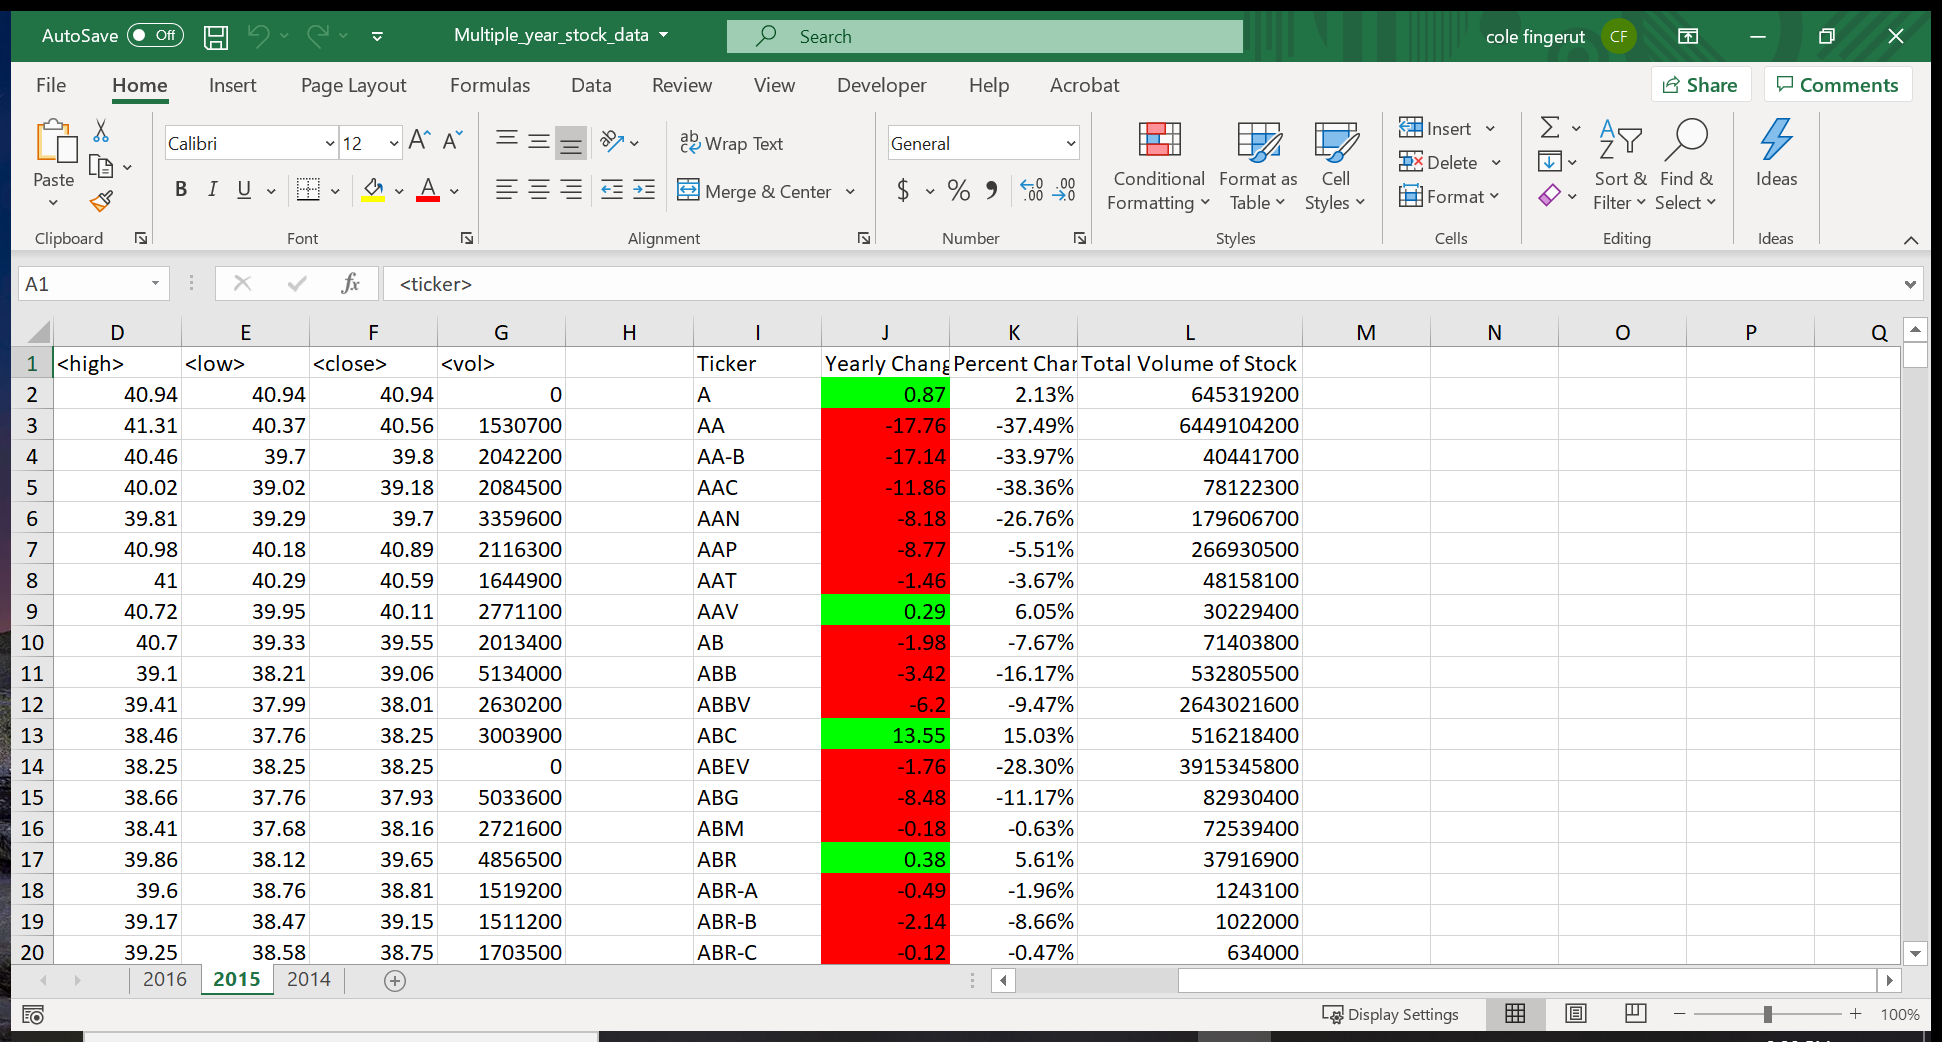 AutoSave Off Multiple_year_stock_data Search cole fingerut CF
File Home Insert Page Layout Formulas Data Review View Developer Help Acrobat Share Comments
Paste
Clipboard
Calibri 12
B I U A
Font
ab Wrap Text
Merge & Center
Alignment
General
$ % 9 .00
Number
Conditional Formatting
Format as Table
Cell Styles
Styles
Insert
Delete
Format
Cells
Sort & Filter
Find & Select
Editing
Ideas
Ideas
A1 fx <ticker>
D E F G H I J K L M N O P Q
1 <high> <low> <close> <vol> Ticker Yearly Chang Percent Char Total Volume of Stock
2 40.94 40.94 40.94 0 A 0.87 2.13% 645319200
3 41.31 40.37 40.56 1530700 AA -17.76 -37.49% 6449104200
4 40.46 39.7 39.8 2042200 AA-B -17.14 -33.97% 40441700
5 40.02 39.02 39.18 2084500 AAC -11.86 -38.36% 78122300
6 39.81 39.29 39.7 3359600 AAN -8.18 -26.76% 179606700
7 40.98 40.18 40.89 2116300 AAP -8.77 -5.51% 266930500
8 41 40.29 40.59 1644900 AAT -1.46 -3.67% 48158100
9 40.72 39.95 40.11 2771100 AAV 0.29 6.05% 30229400
10 40.7 39.33 39.55 2013400 AB -1.98 -7.67% 71403800
11 39.1 38.21 39.06 5134000 ABB -3.42 -16.17% 532805500
12 39.41 37.99 38.01 2630200 ABBV -6.2 -9.47% 2643021600
13 38.46 37.76 38.25 3003900 ABC 13.55 15.03% 516218400
14 38.25 38.25 38.25 0 ABEV -1.76 -28.30% 3915345800
15 38.66 37.76 37.93 5033600 ABG -8.48 -11.17% 82930400
16 38.41 37.68 38.16 2721600 ABM -0.18 -0.63% 72539400
17 39.86 38.12 39.65 4856500 ABR 0.38 5.61% 37916900
18 39.6 38.76 38.81 1519200 ABR-A -0.49 -1.96% 1243100
19 39.17 38.47 39.15 1511200 ABR-B -2.14 -8.66% 1022000
20 39.25 38.58 38.75 1703500 ABR-C -0.12 -0.47% 634000
2016 2015 2014
Display Settings 100%